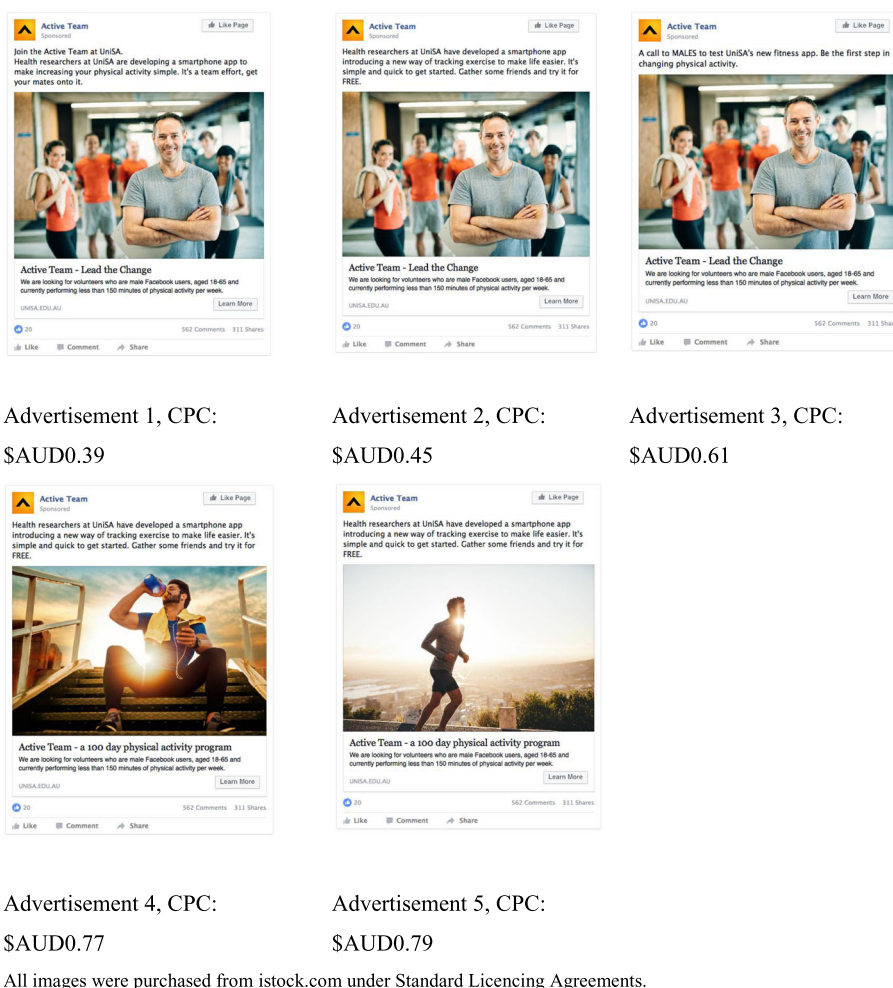 Active Team
Sponsored
Like Page
Join the Active Team at UniSA.
Health researchers at UniSA are developing a smartphone app to
make increasing your physical activity simple. It's a team effort, get
your mates onto it.
Active Team - Lead the Change
We are looking for volunteers who are male Facebook users, aged 18-65 and
currently performing less than 150 minutes of physical activity per week.
UNISA.EDU.AU
Learn More
20
562 Comments 311 Shares
Like Comment Share
Active Team
Sponsored
Like Page
Health researchers at UniSA have developed a smartphone app
introducing a new way of tracking exercise to make life easier. It's
simple and quick to get started. Gather some friends and try it for
FREE.
Active Team - Lead the Change
We are looking for volunteers who are male Facebook users, aged 18-65 and
currently performing less than 150 minutes of physical activity per week.
UNISA.EDU.AU
Learn More
20
562 Comments 311 Shares
Like Comment Share
Active Team
Sponsored
Like Page
A call to MALES to test UniSA's new fitness app. Be the first step in
changing physical activity.
Active Team - Lead the Change
We are looking for volunteers who are male Facebook users, aged 18-65 and
currently performing less than 150 minutes of physical activity per week.
UNISA.EDU.AU
Learn More
20
562 Comments 311 Shar
Like Comment Share
Advertisement 1, CPC:
$AUD0.39
Advertisement 2, CPC:
$AUD0.45
Advertisement 3, CPC:
$AUD0.61
Active Team
Sponsored
Like Page
Health researchers at UniSA have developed a smartphone app
introducing a new way of tracking exercise to make life easier. It's
simple and quick to get started. Gather some friends and try it for
FREE.
Active Team - a 100 day physical activity program
We are looking for volunteers who are male Facebook users, aged 18-65 and
currently performing less than 150 minutes of physical activity per week.
UNISA.EDU.AU
Learn More
20
562 Comments 311 Shares
Like Comment Share
Active Team
Sponsored
Like Page
Health researchers at UniSA have developed a smartphone app
introducing a new way of tracking exercise to make life easier. It's
simple and quick to get started. Gather some friends and try it for
FREE.
Active Team - a 100 day physical activity program
We are looking for volunteers who are male Facebook users, aged 18-65 and
currently performing less than 150 minutes of physical activity per week.
UNISA.EDU.AU
Learn More
20
562 Comments 311 Shares
Like Comment Share
Advertisement 4, CPC:
$AUD0.77
Advertisement 5, CPC:
$AUD0.79
All images were purchased from istock.com under Standard Licencing Agreements.